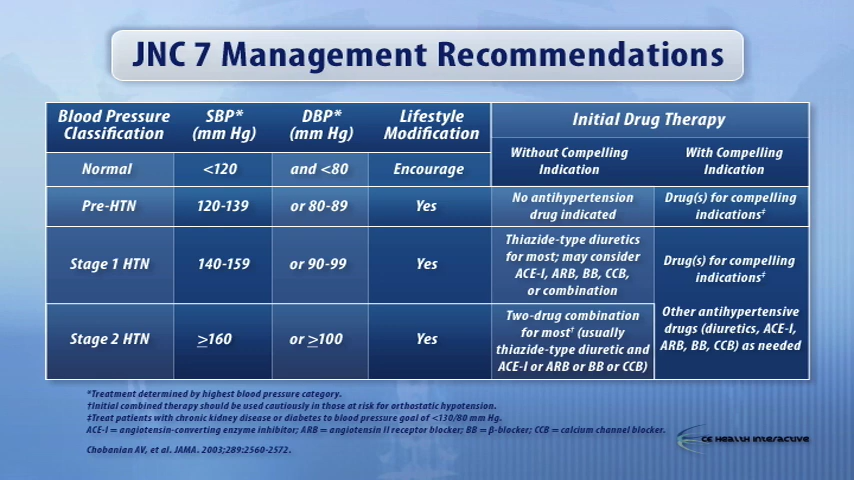 JNC 7 Management Recommendations
Blood Pressure
Classification
SBP*
(mm Hg)
DBP*
(mm Hg)
Lifestyle
Modification
Initial Drug Therapy
Without Compelling
Indication
With Compelling
Indication
Normal
<120
and <80
Encourage
Pre-HTN
120-139
or 80-89
Yes
No antihypertension
drug indicated
Drug(s) for compelling
indications‡
Stage 1 HTN
140-159
or 90-99
Yes
Thiazide-type diuretics
for most; may consider
ACE-I, ARB, BB, CCB,
or combination
Drug(s) for compelling
indications‡
Other antihypertensive
drugs (diuretics, ACE-I,
ARB, BB, CCB) as needed
Stage 2 HTN
≥160
or ≥100
Yes
Two-drug combination
for most† (usually
thiazide-type diuretic and
ACE-I or ARB or BB or CCB)
*Treatment determined by highest blood pressure category.
†Initial combined therapy should be used cautiously in those at risk for orthostatic hypotension.
‡Treat patients with chronic kidney disease or diabetes to blood pressure goal of <130/80 mm Hg.
ACE-I = angiotensin-converting enzyme inhibitor; ARB = angiotensin II receptor blocker; BB = β-blocker; CCB = calcium channel blocker.
Chobanian AV, et al. JAMA. 2003;289:2560-2572.
CE Health Interactive